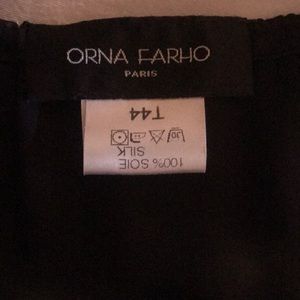 ORNA FARHO
PARIS
T44
100% SOIE
SILK